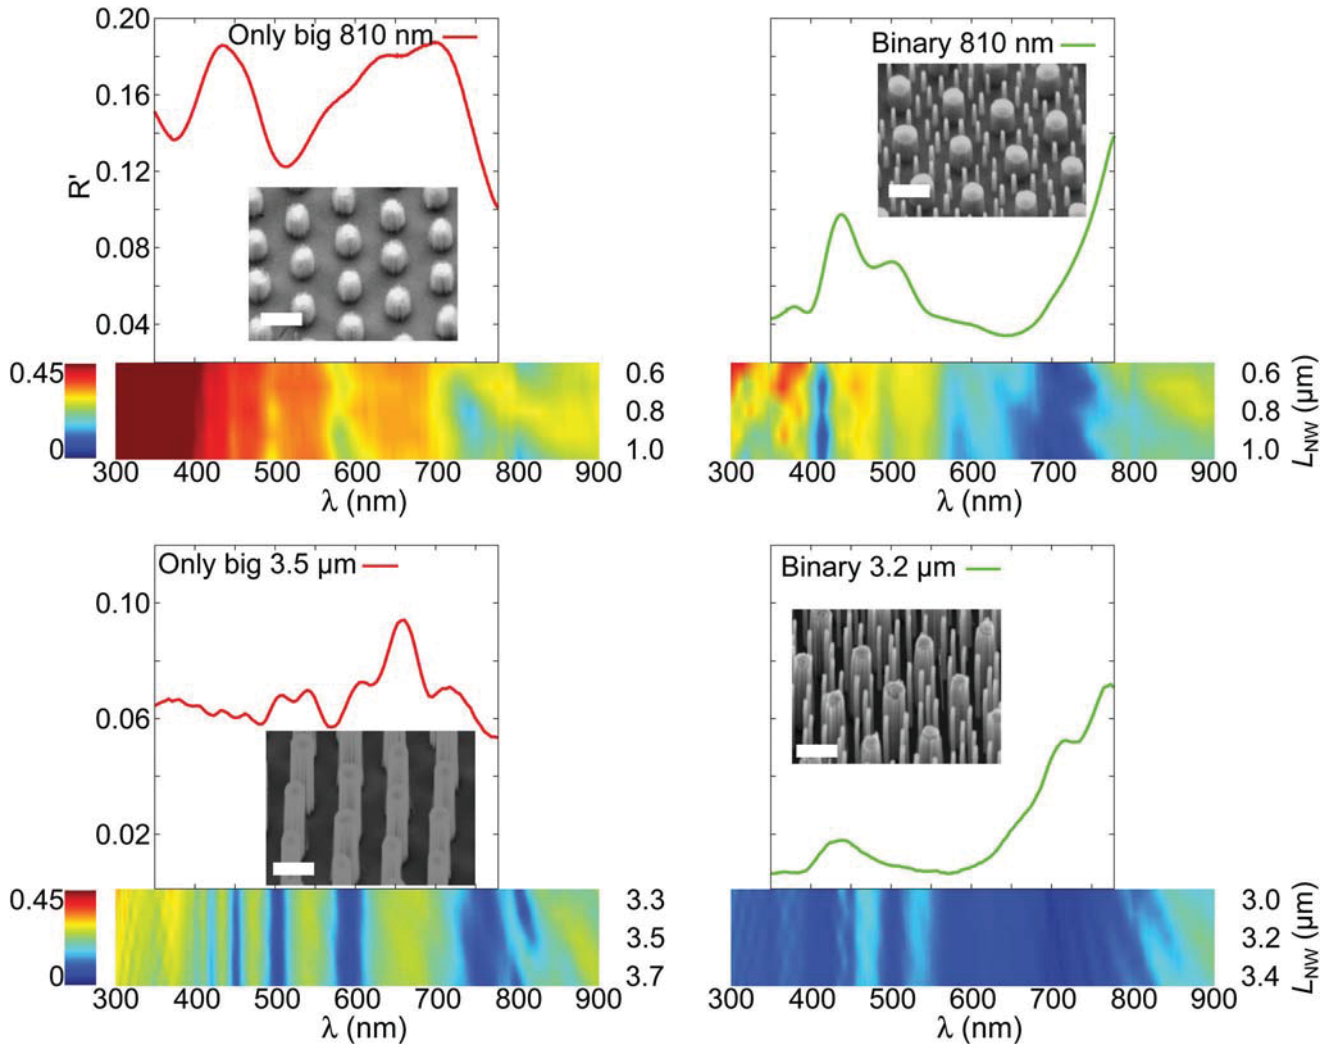 0.20
Only big 810 nm
Binary 810 nm
0.16
0.12
R'
0.08
0.04
0.45
0
0.6
0.8
1.0
0.6
0.8
1.0
L_NW (μm)
300 400 500 600 700 800 900
300 400 500 600 700 800 900
λ (nm)
λ (nm)
Only big 3.5 μm
Binary 3.2 μm
0.10
0.06
0.02
0.45
0
3.3
3.5
3.7
3.0
3.2
3.4
L_NW (μm)
300 400 500 600 700 800 900
300 400 500 600 700 800 900
λ (nm)
λ (nm)